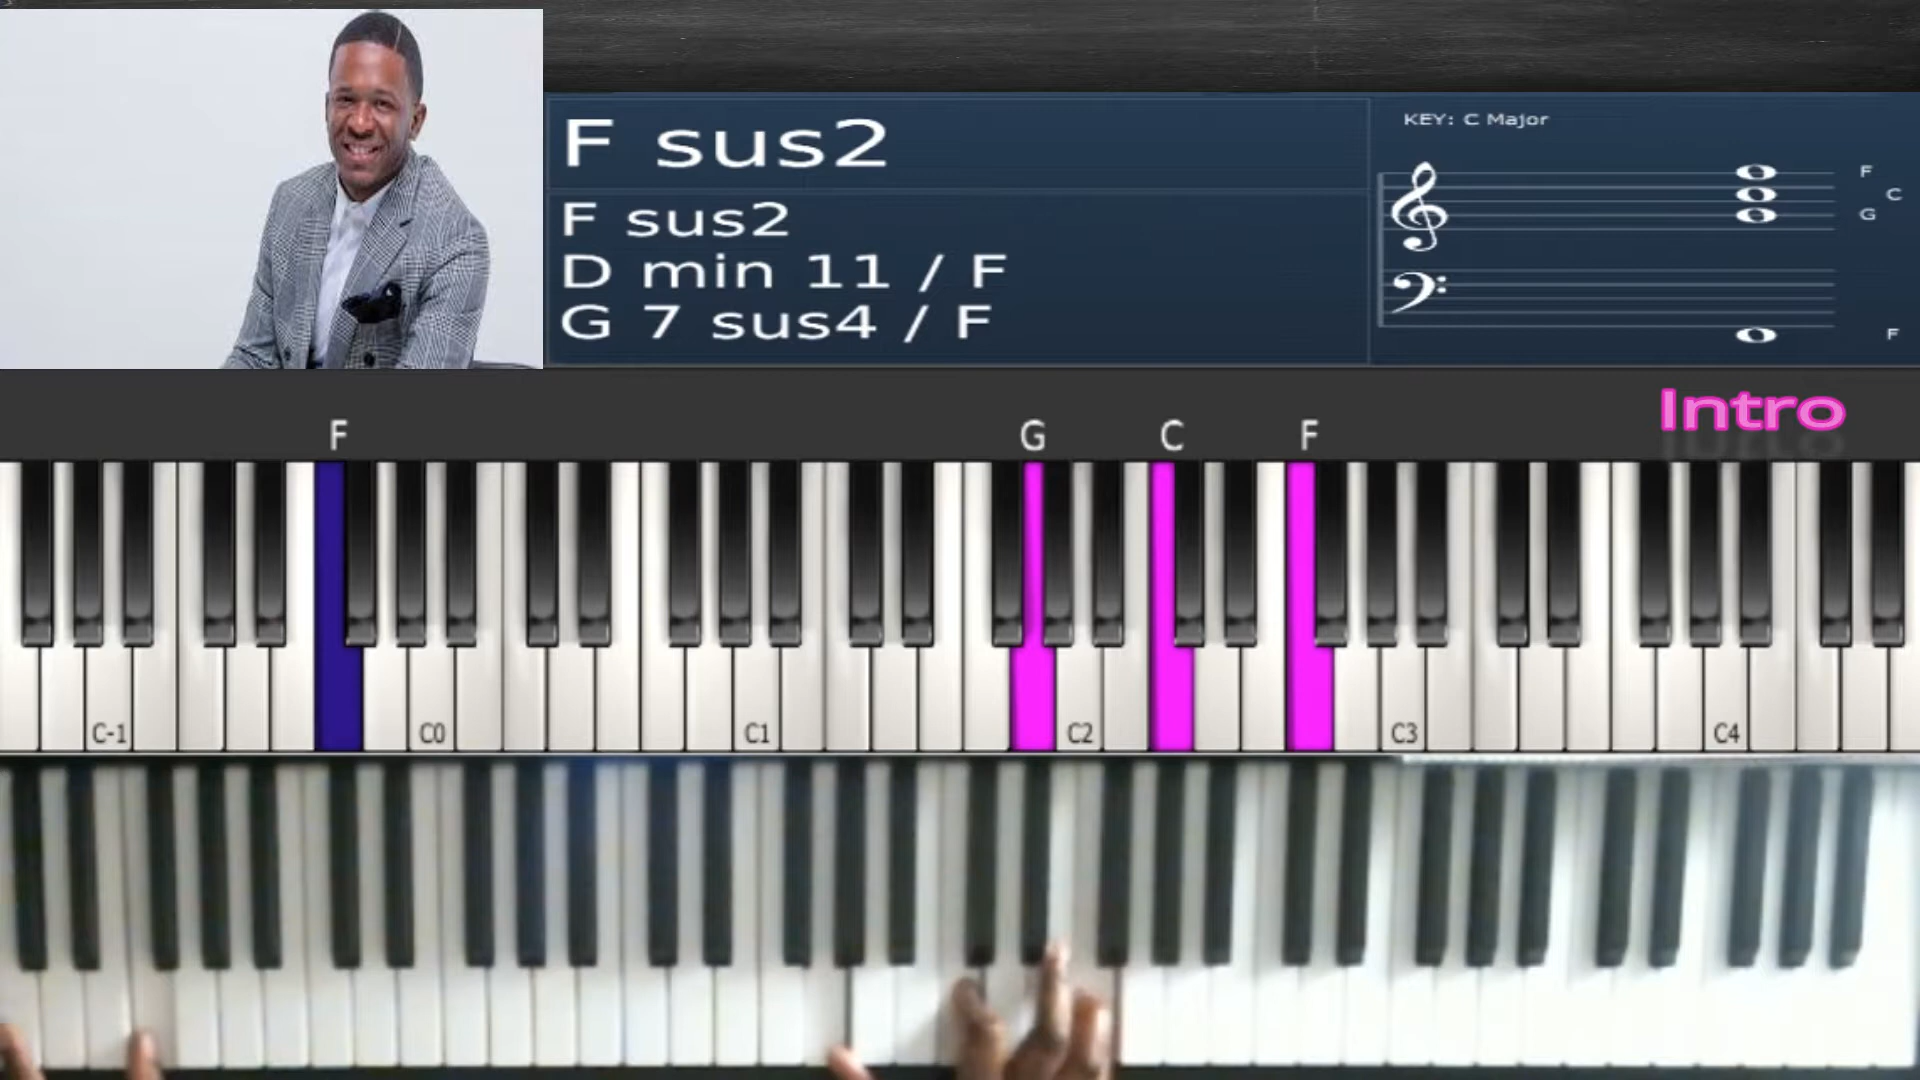 F sus2
F sus2
D min 11 / F
G 7 sus4 / F
KEY: C Major
F
C
G
F
Intro
F G C F
C-1 C0 C1 C2 C3 C4